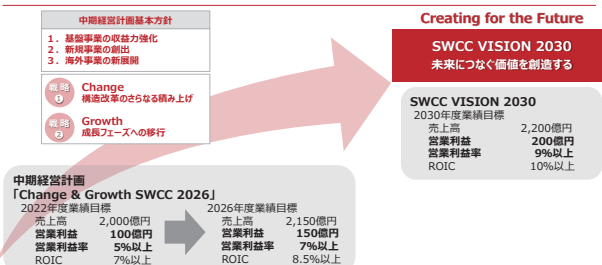 中期経営計画基本方針
1．基盤事業の収益力強化
2．新規事業の創出
3．海外事業の新展開
戦略
❶
Change
構造改革のさらなる積み上げ
戦略
❷
Growth
成長フェーズへの移行
Creating for the Future
SWCC VISION 2030
未来につなぐ価値を創造する
SWCC VISION 2030
2030年度業績目標
売上高 2,200億円
営業利益 200億円
営業利益率 9%以上
ROIC 10%以上
中期経営計画
「Change & Growth SWCC 2026」
2022年度業績目標
売上高 2,000億円
営業利益 100億円
営業利益率 5%以上
ROIC 7%以上
2026年度業績目標
売上高 2,150億円
営業利益 150億円
営業利益率 7%以上
ROIC 8.5%以上